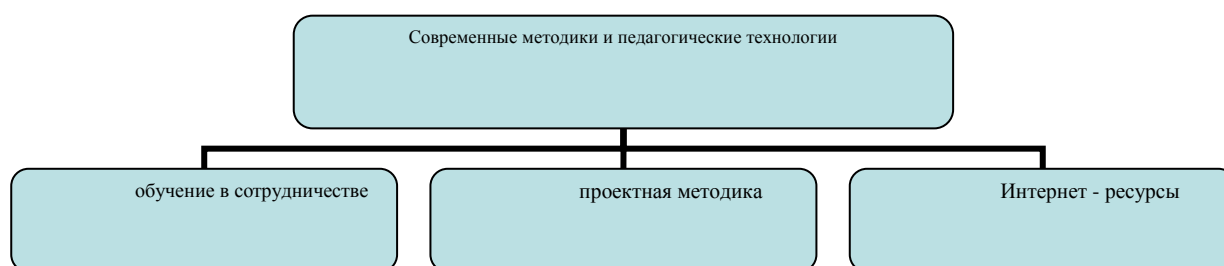 Современные методики и педагогические технологии
обучение в сотрудничестве
проектная методика
Интернет - ресурсы